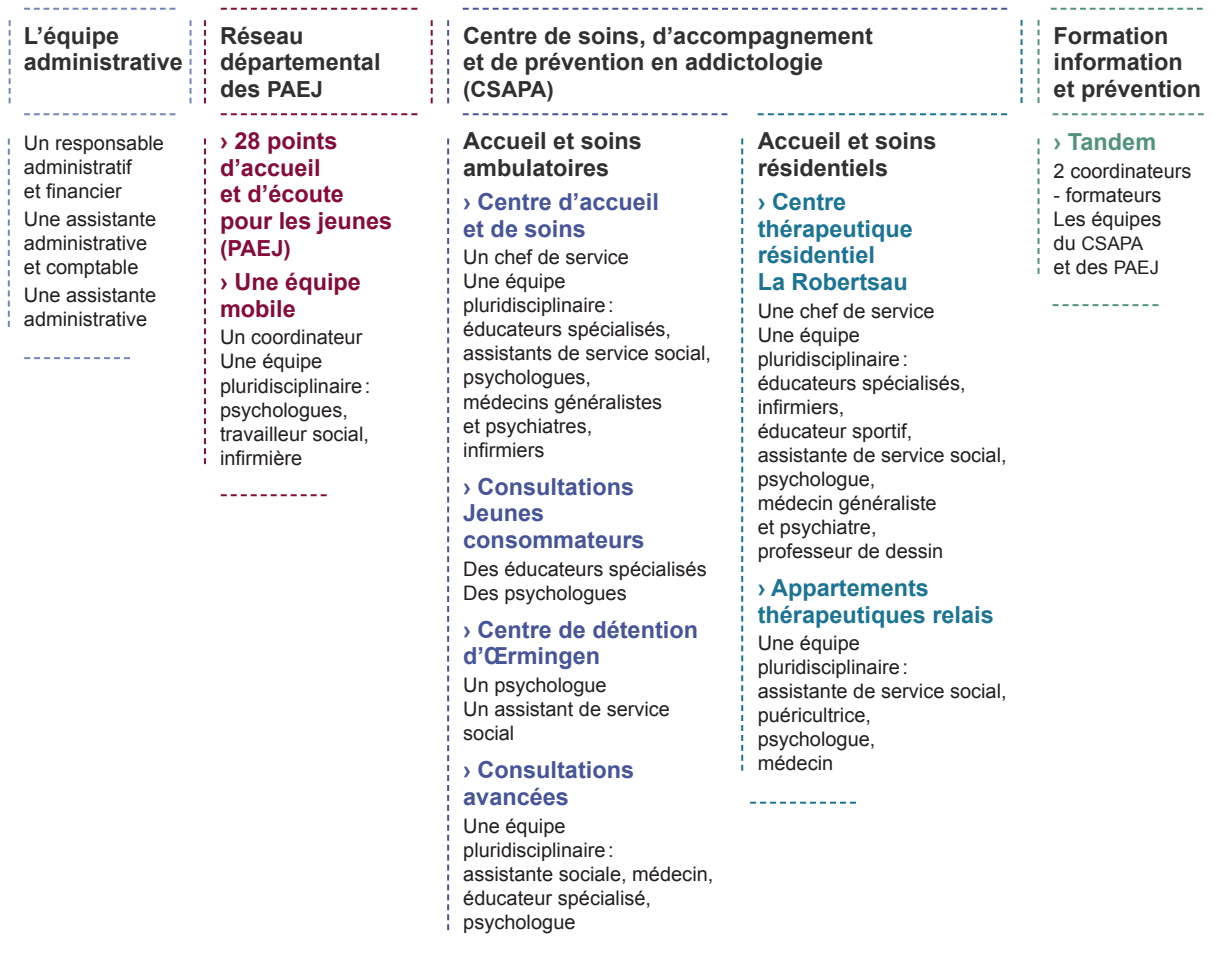 L'équipe
administrative
Un responsable
administratif
et financier
Une assistante
administrative
et comptable
Une assistante
administrative
Réseau
départemental
des PAEJ
› 28 points
d'accueil
et d'écoute
pour les jeunes
(PAEJ)
› Une équipe
mobile
Un coordinateur
Une équipe
pluridisciplinaire :
psychologues,
travailleur social,
infirmière
Centre de soins, d'accompagnement
et de prévention en addictologie
(CSAPA)
Accueil et soins
ambulatoires
› Centre d'accueil
et de soins
Un chef de service
Une équipe
pluridisciplinaire :
éducateurs spécialisés,
assistants de service social,
psychologues,
médecins généralistes
et psychiatres,
infirmiers
› Consultations
Jeunes
consommateurs
Des éducateurs spécialisés
Des psychologues
› Centre de détention
d'Œrmingen
Un psychologue
Un assistant de service
social
› Consultations
avancées
Une équipe
pluridisciplinaire :
assistante sociale, médecin,
éducateur spécialisé,
psychologue
Accueil et soins
résidentiels
› Centre
thérapeutique
résidentiel
La Robertsau
Une chef de service
Une équipe
pluridisciplinaire :
éducateurs spécialisés,
infirmiers,
éducateur sportif,
assistante de service social,
psychologue,
médecin généraliste
et psychiatre,
professeur de dessin
› Appartements
thérapeutiques relais
Une équipe
pluridisciplinaire :
assistante de service social,
puéricultrice,
psychologue,
médecin
Formation
information
et prévention
› Tandem
2 coordinateurs
- formateurs
Les équipes
du CSAPA
et des PAEJ